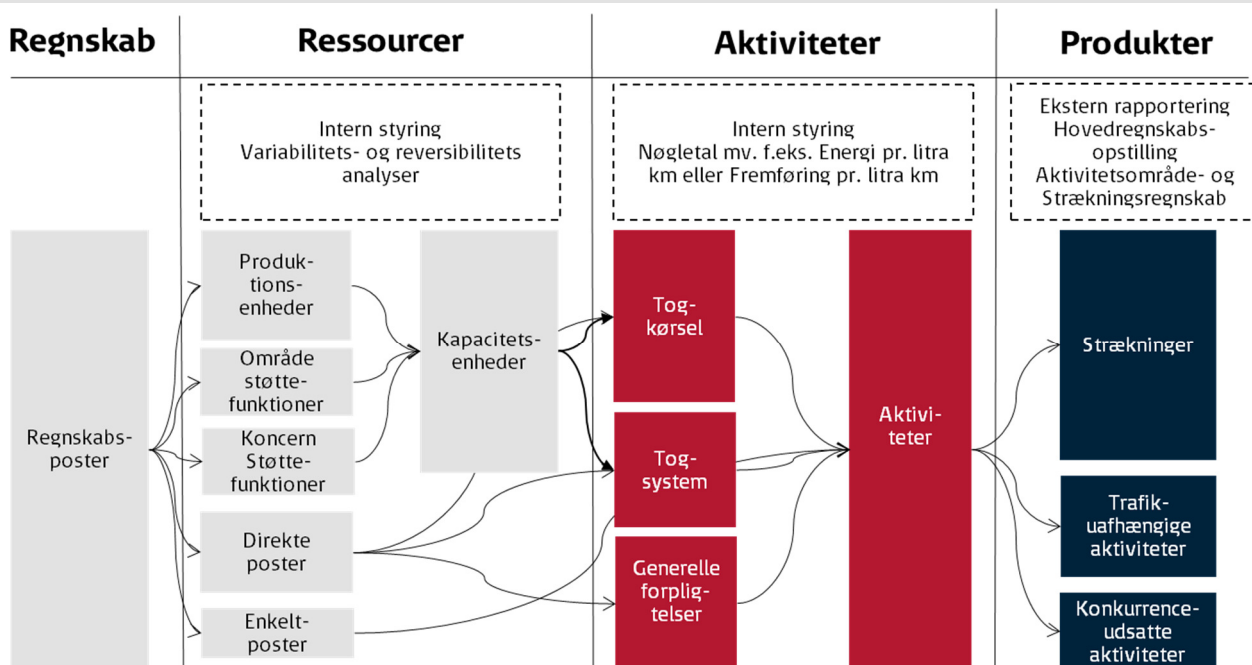 Regnskab
Ressourcer
Aktiviteter
Produkter
Intern styring
Variabilitets- og reversibilitets
analyser
Intern styring
Nøgletal mv. f.eks. Energi pr. litra
km eller Fremføring pr. litra km
Ekstern rapportering
Hovedregnskabs-
opstilling
Aktivitetsområde- og
Strækningsregnskab
Regnskabs-
poster
Produk-
tions-
enheder
Område
støtte-
funktioner
Koncern
Støtte-
funktioner
Direkte
poster
Enkelt-
poster
Kapacitets-
enheder
Tog-
kørsel
Tog-
system
Generelle
forplig-
telser
Aktivi-
teter
Strækninger
Trafik-
uafhængige
aktiviteter
Konkurrence-
udsatte
aktiviteter